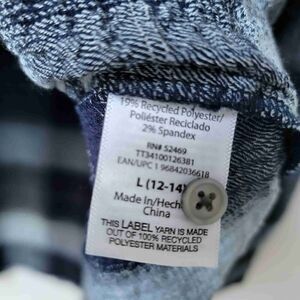 19% Recycled Polyester/
Poliéster Reciclado
2% Spandex
RN# 52469
TT34100126381
EAN/UPC 1 96842036618
L (12-14)
Made In/Hech
China
THIS LABEL YARN IS MADE
OUT OF 100% RECYCLED
POLYESTER MATERIALS